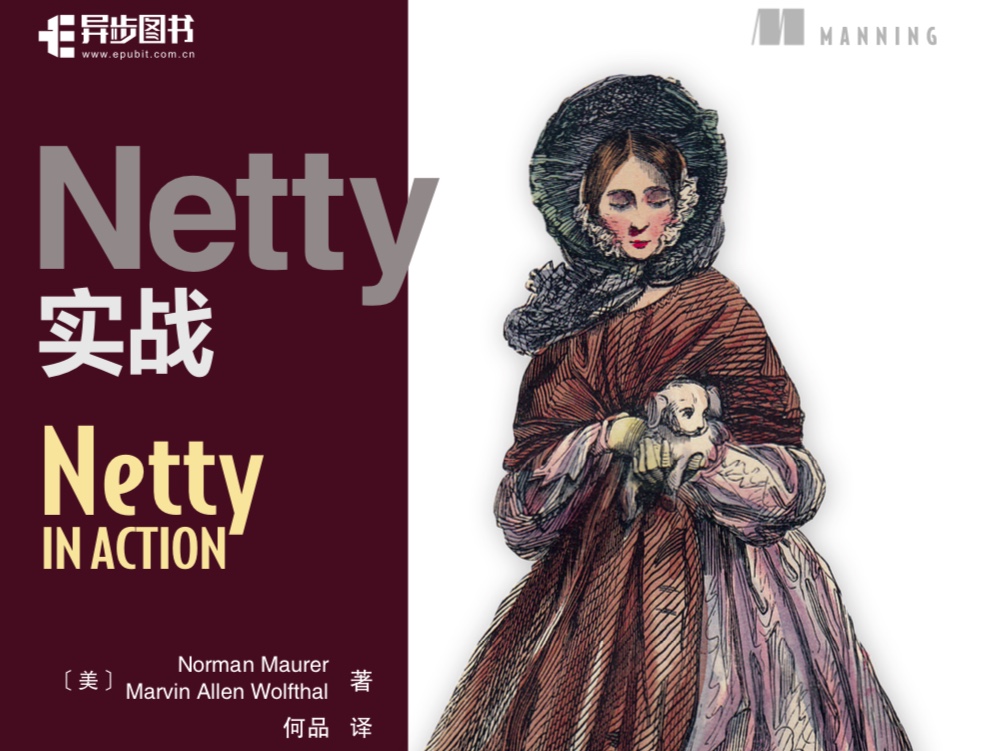 异步图书
www.epubit.com.cn
MANNING
Netty
实战
Netty
IN ACTION
〔美〕 Norman Maurer
Marvin Allen Wolfthal 著
何品 译